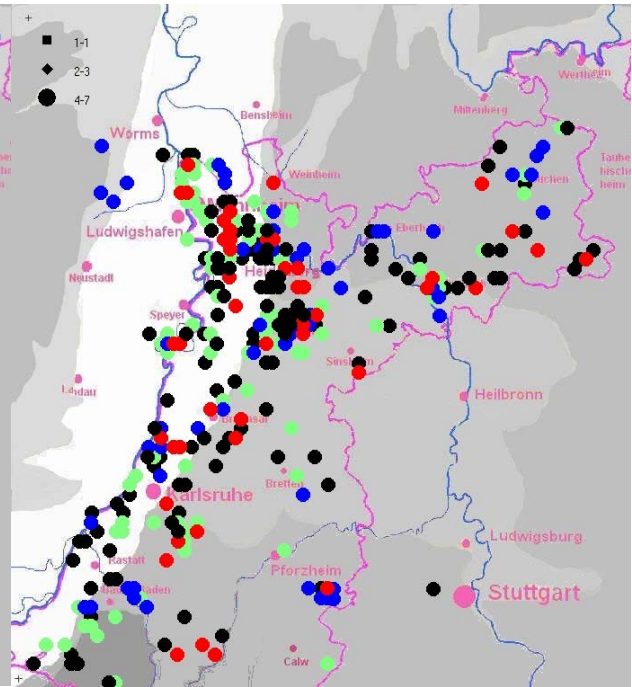 1-1
2-3
4-7
Wertheim
Miltenberg
Bensheim
Worms
Weinheim
Ludwigshafen
Eberbach
Neustadt
Speyer
Sinsheim
Landau
Heilbronn
Bruchsal
Bretten
Karlsruhe
Ludwigsburg
Rastatt
Pforzheim
Stuttgart
Calw